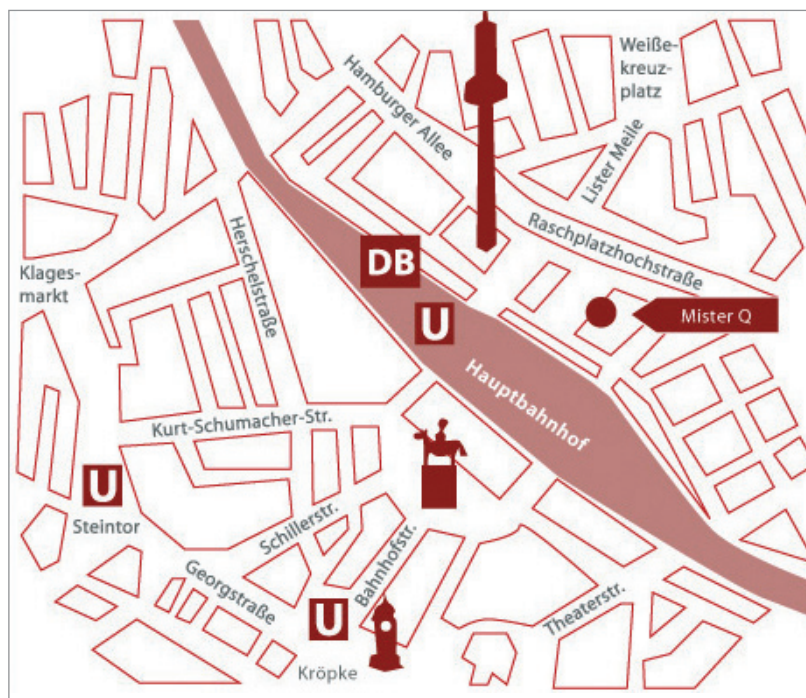 Weiße-
kreuz-
platz
Hamburger Allee
Lister Meile
Raschplatzhochstraße
Klages-
markt
Herschelstraße
DB
U
Mister Q
Hauptbahnhof
Kurt-Schumacher-Str.
U
Steintor
Schillerstr.
Bahnhofstr.
Georgstraße
U
Theaterstr.
Kröpke